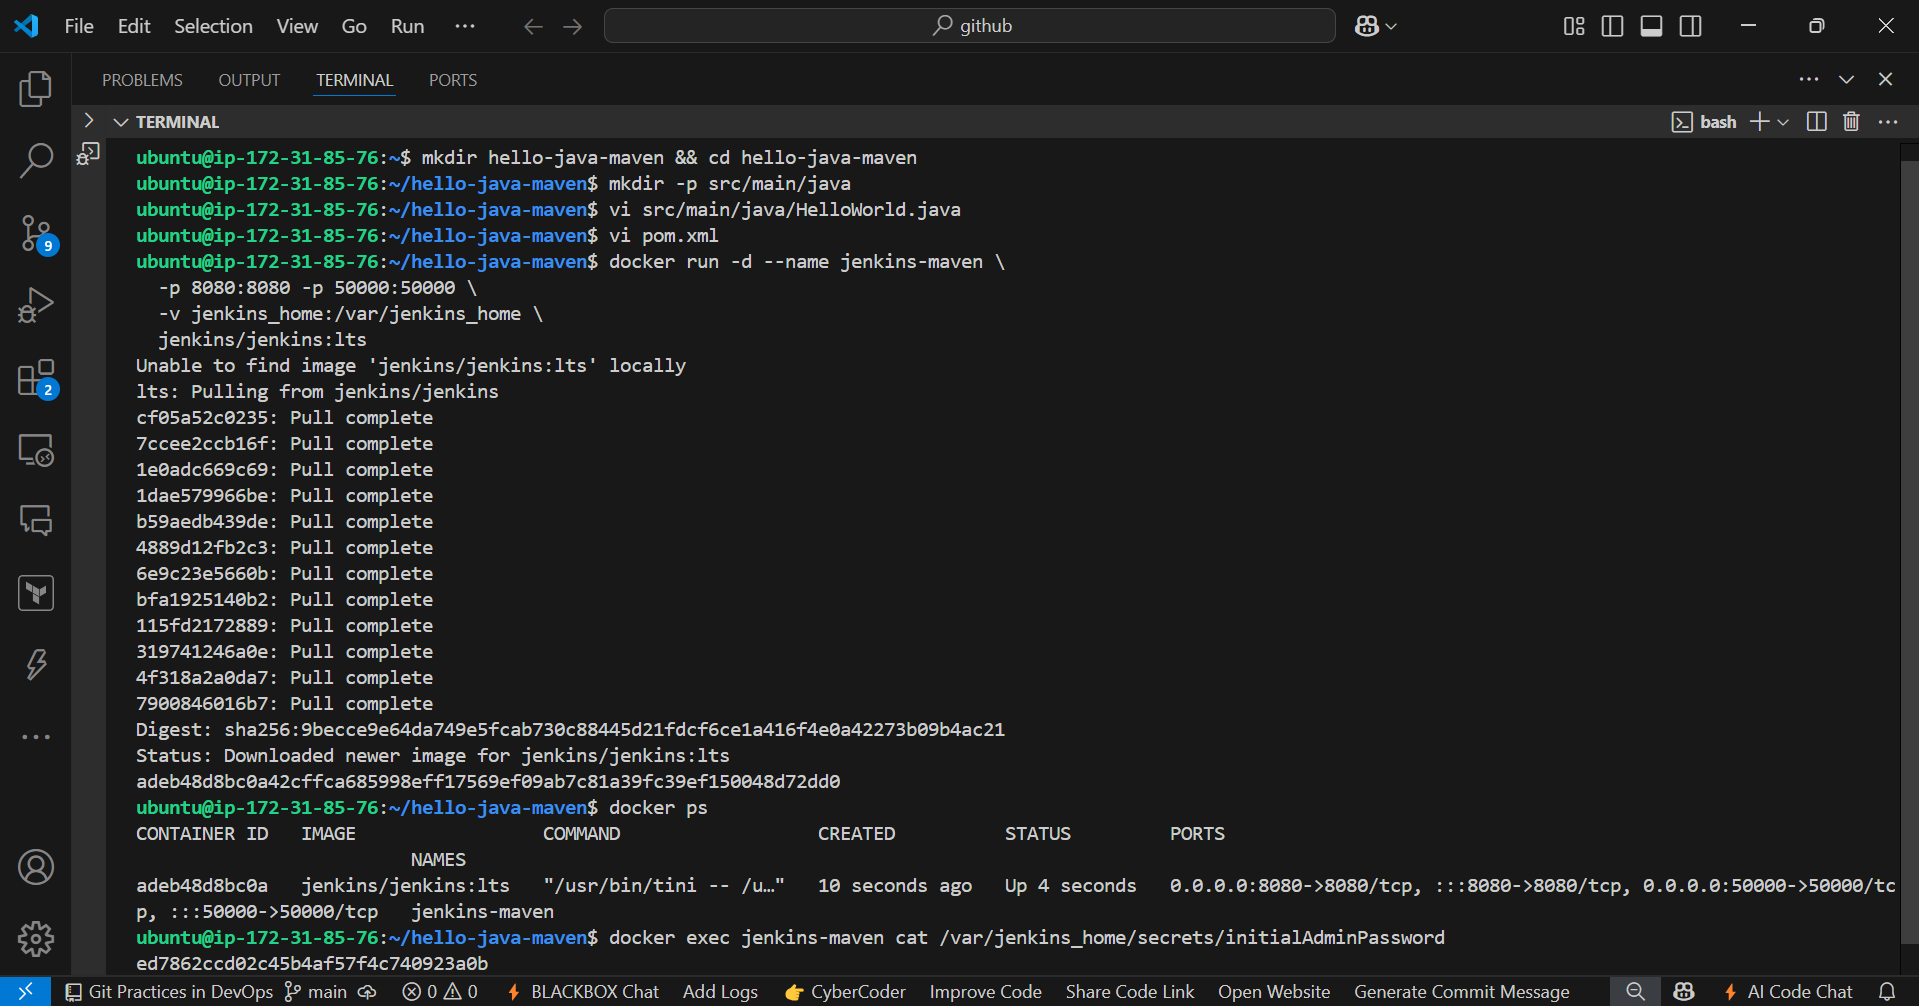 File Edit Selection View Go Run ··· github
PROBLEMS OUTPUT TERMINAL PORTS
TERMINAL bash
ubuntu@ip-172-31-85-76:~$ mkdir hello-java-maven && cd hello-java-maven
ubuntu@ip-172-31-85-76:~/hello-java-maven$ mkdir -p src/main/java
ubuntu@ip-172-31-85-76:~/hello-java-maven$ vi src/main/java/HelloWorld.java
ubuntu@ip-172-31-85-76:~/hello-java-maven$ vi pom.xml
ubuntu@ip-172-31-85-76:~/hello-java-maven$ docker run -d --name jenkins-maven \
-p 8080:8080 -p 50000:50000 \
-v jenkins_home:/var/jenkins_home \
jenkins/jenkins:lts
Unable to find image 'jenkins/jenkins:lts' locally
lts: Pulling from jenkins/jenkins
cf05a52c0235: Pull complete
7ccee2ccb16f: Pull complete
1e0adc669c69: Pull complete
1dae579966be: Pull complete
b59aedb439de: Pull complete
4889d12fb2c3: Pull complete
6e9c23e5660b: Pull complete
bfa1925140b2: Pull complete
115fd2172889: Pull complete
319741246a0e: Pull complete
4f318a2a0da7: Pull complete
7900846016b7: Pull complete
Digest: sha256:9becce9e64da749e5fcab730c88445d21fdcf6ce1a416f4e0a42273b09b4ac21
Status: Downloaded newer image for jenkins/jenkins:lts
adeb48d8bc0a42cffca685998eff17569ef09ab7c81a39fc39ef150048d72dd0
ubuntu@ip-172-31-85-76:~/hello-java-maven$ docker ps
CONTAINER ID IMAGE COMMAND CREATED STATUS PORTS
NAMES
adeb48d8bc0a jenkins/jenkins:lts "/usr/bin/tini -- /u…" 10 seconds ago Up 4 seconds 0.0.0.0:8080->8080/tcp, :::8080->8080/tcp, 0.0.0.0:50000->50000/tc
p, :::50000->50000/tcp jenkins-maven
ubuntu@ip-172-31-85-76:~/hello-java-maven$ docker exec jenkins-maven cat /var/jenkins_home/secrets/initialAdminPassword
ed7862ccd02c45b4af57f4c740923a0b
9
2
Git Practices in DevOps main 0 0 BLACKBOX Chat Add Logs 👉 CyberCoder Improve Code Share Code Link Open Website Generate Commit Message AI Code Chat